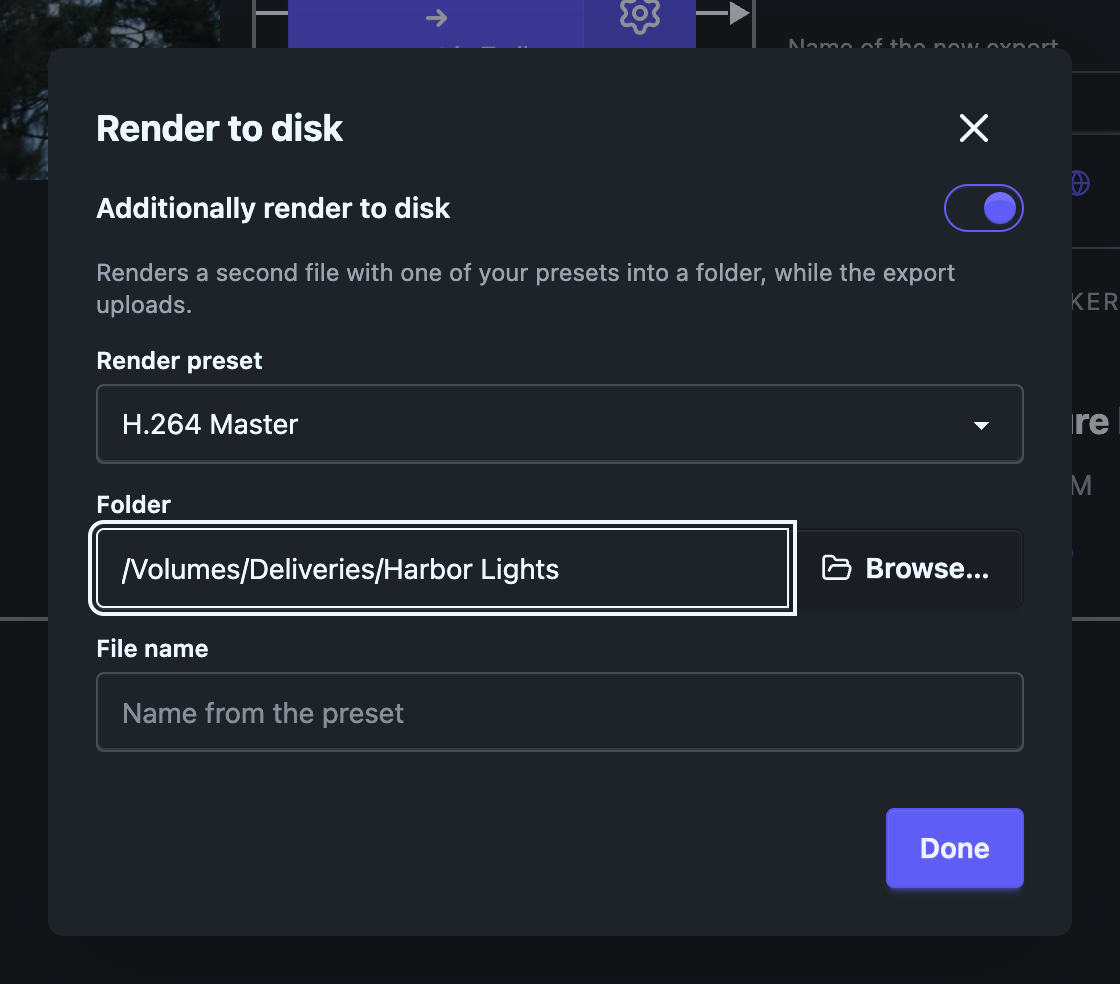 Name of the new export
Render to disk
Additionally render to disk
Renders a second file with one of your presets into a folder, while the export
uploads.
Render preset
H.264 Master
Folder
/Volumes/Deliveries/Harbor Lights
Browse...
File name
Name from the preset
Done